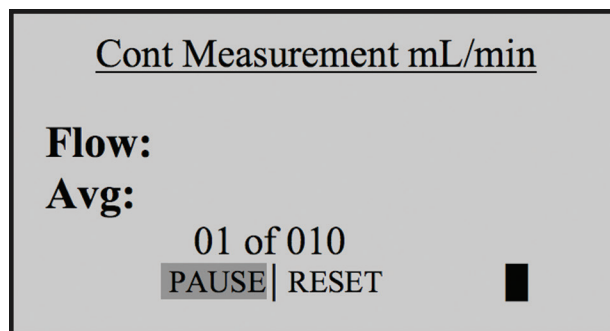 Cont Measurement mL/min
Flow:
Avg:
01 of 010
PAUSE| RESET